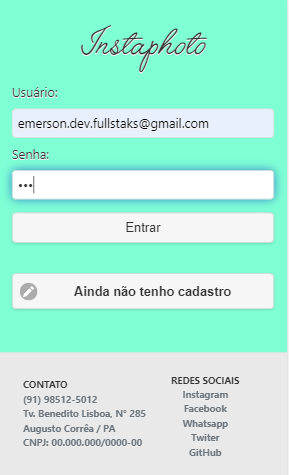 Instaphoto
Usuário:
emerson.dev.fullstaks@gmail.com
Senha:
•••
Entrar
Ainda não tenho cadastro
CONTATO
(91) 98512-5012
Tv. Benedito Lisboa, N° 285
Augusto Corrêa / PA
CNPJ: 00.000.000/0000-00
REDES SOCIAIS
Instagram
Facebook
Whatsapp
Twiter
GitHub